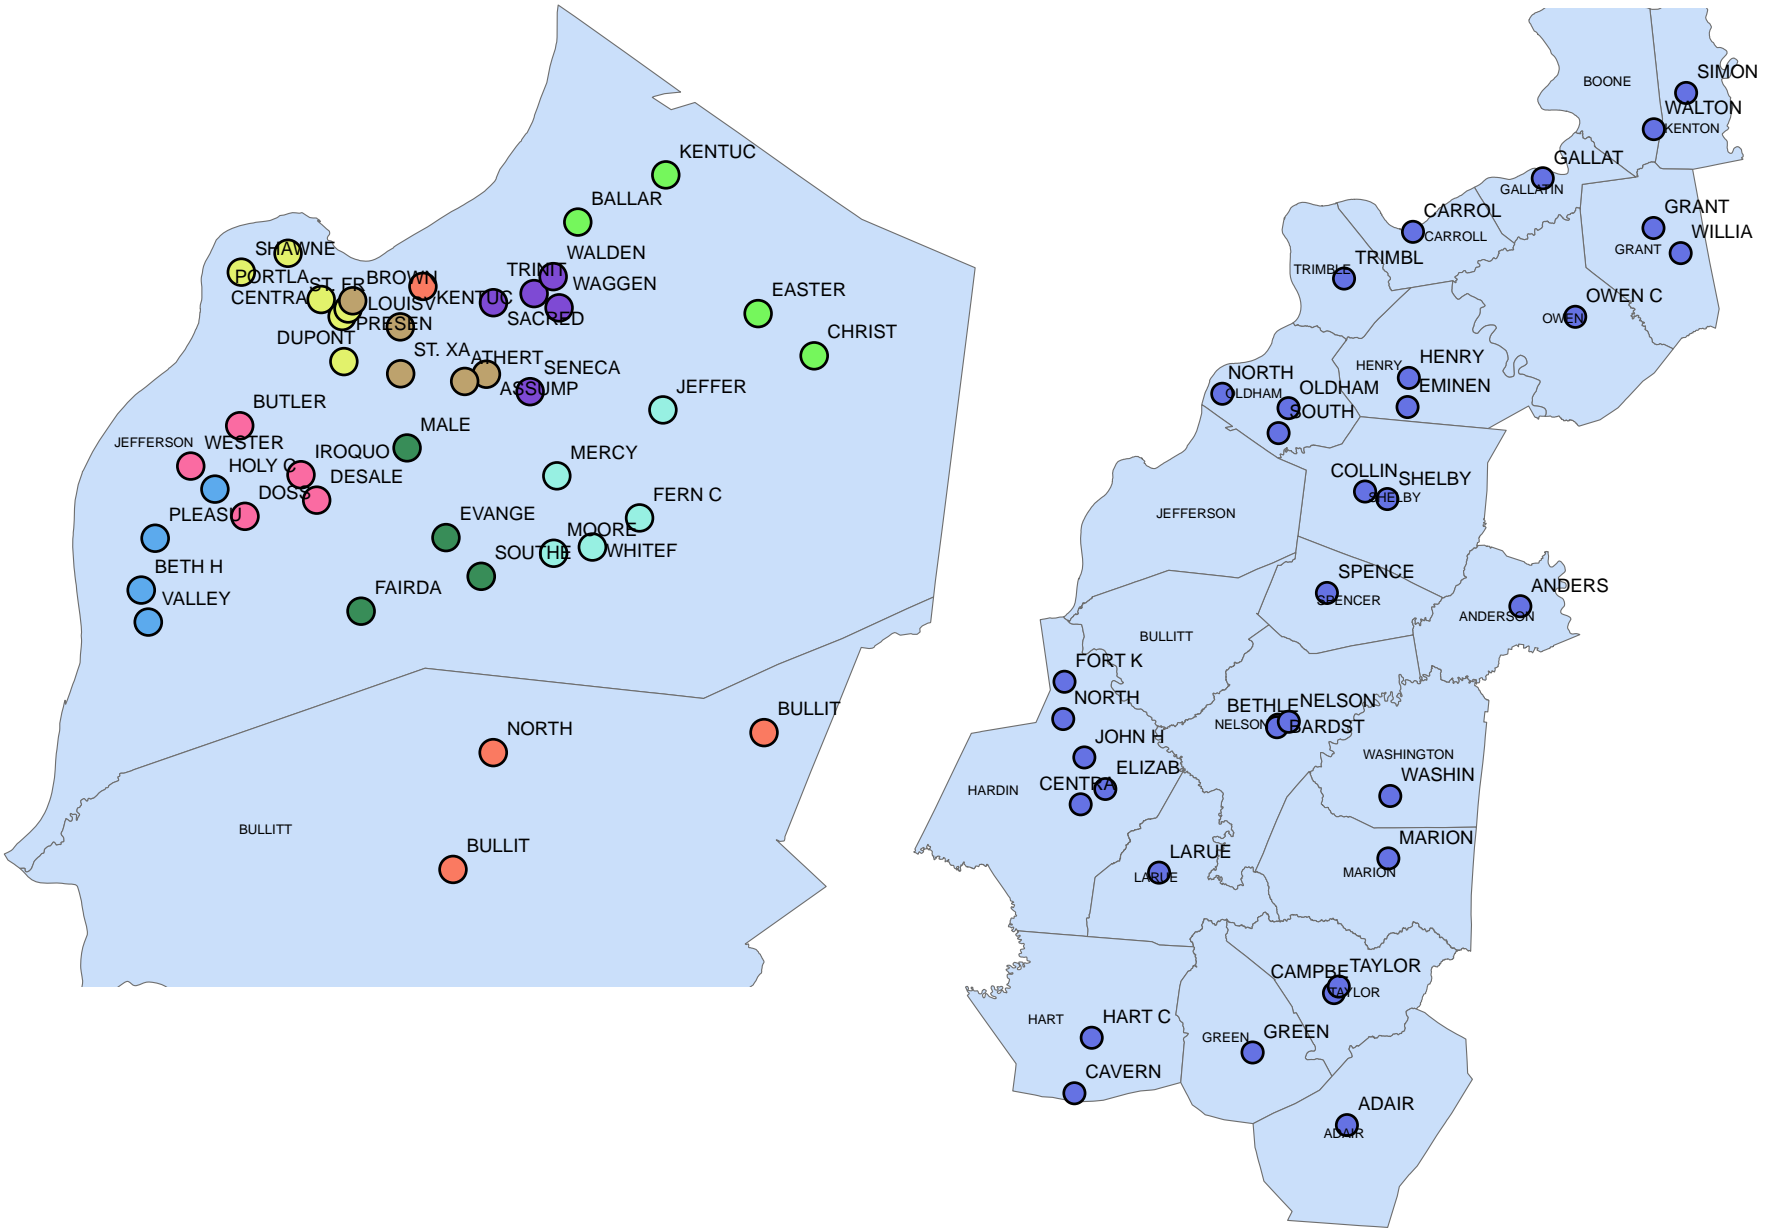 KENTUC
BALLAR
WALDEN
TRINIT
WAGGEN
SHAWNE
PORTLA
ST. FR
BROWN
CENTRA
LOUISV
KENTUC
SACRED
PRESEN
DUPONT
EASTER
CHRIST
ST. XA
ATHERT
SENECA
ASSUMP
JEFFER
BUTLER
MALE
JEFFERSON
WESTER
IROQUO
HOLY C
DESALE
DOSS
MERCY
FERN C
PLEASU
EVANGE
MOORE
SOUTHE
WHITEF
BETH H
FAIRDA
VALLEY
NORTH
BULLIT
BULLITT
BULLIT
SIMON
BOONE
WALTON
KENTON
GALLAT
GALLATIN
CARROL
CARROLL
GRANT
WILLIA
GRANT
TRIMBL
TRIMBLE
OWEN C
OWEN
HENRY
HENRY
EMINEN
NORTH
OLDHAM
OLDHAM
SOUTH
COLLIN
SHELBY
SHELBY
JEFFERSON
SPENCE
SPENCER
ANDERS
ANDERSON
BULLITT
FORT K
NORTH
BETHLE
NELSON
NELSON
BARDST
JOHN H
ELIZAB
CENTRA
HARDIN
WASHINGTON
WASHIN
MARION
MARION
LARUE
LARUE
CAMPBE
TAYLOR
TAYLOR
HART
HART C
GREEN
GREEN
CAVERN
ADAIR
ADAIR